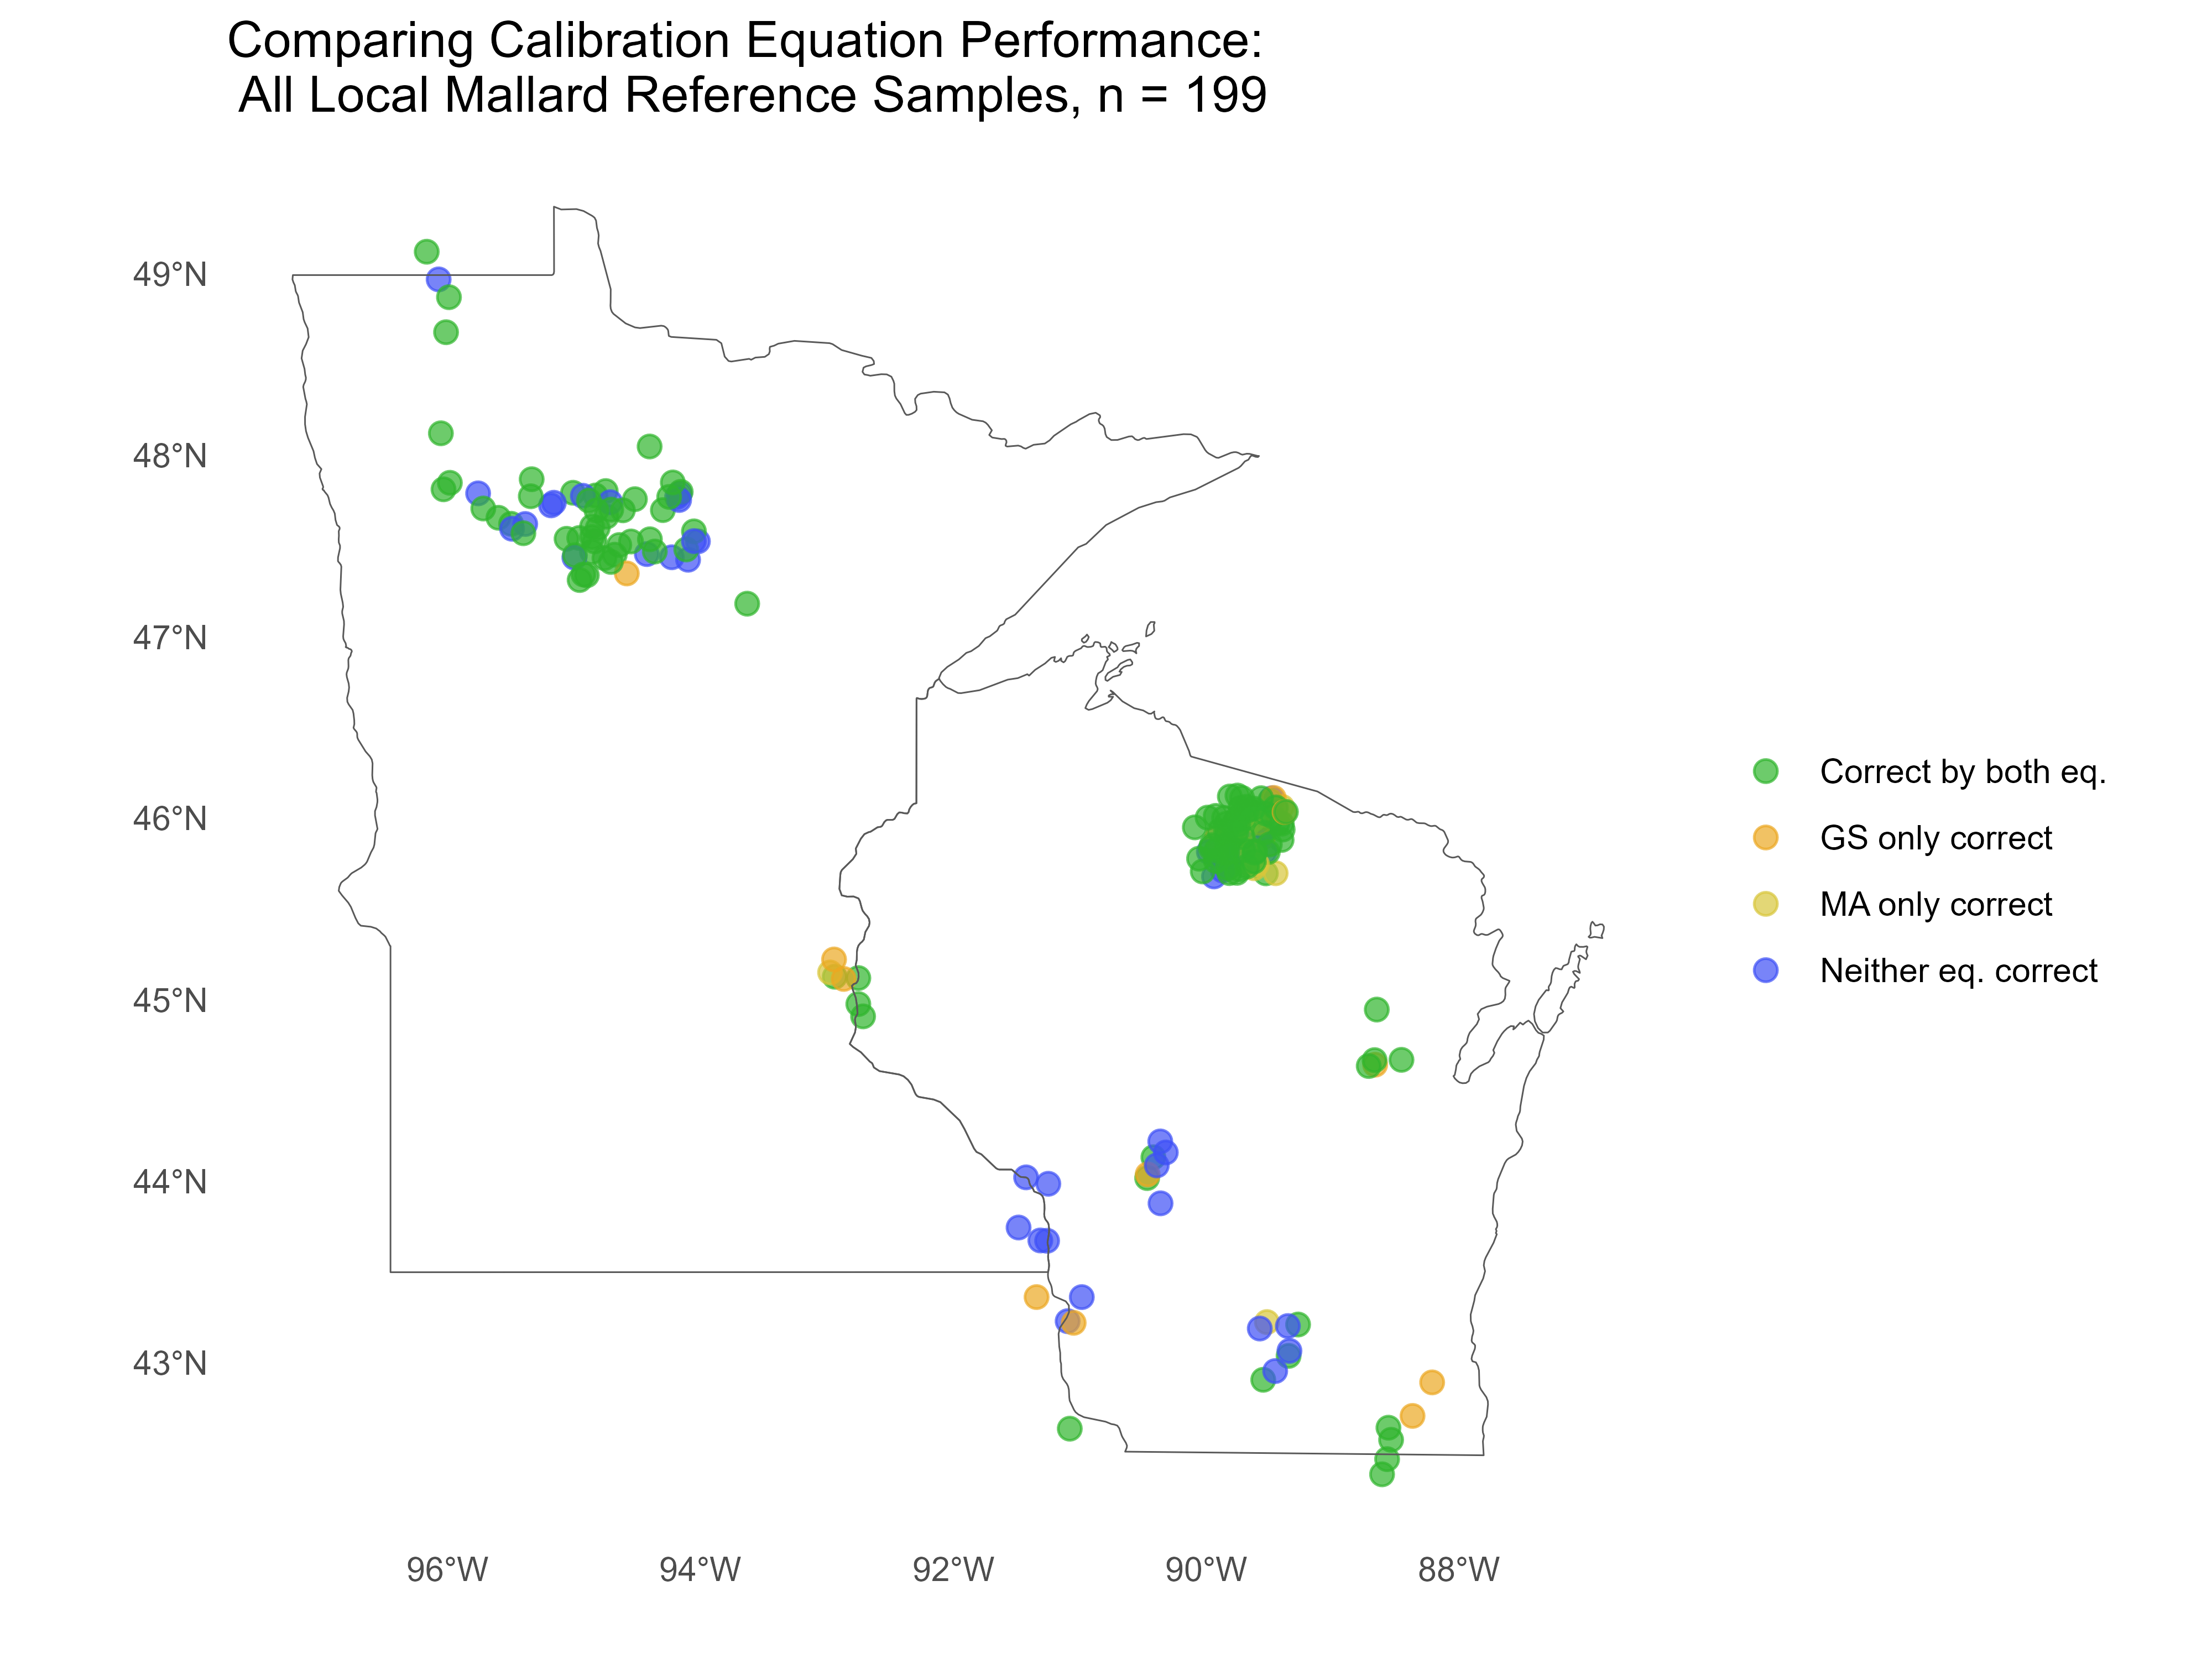 Comparing Calibration Equation Performance:
All Local Mallard Reference Samples, n = 199
49°N
48°N
47°N
46°N
45°N
44°N
43°N
96°W
94°W
92°W
90°W
88°W
Correct by both eq.
GS only correct
MA only correct
Neither eq. correct